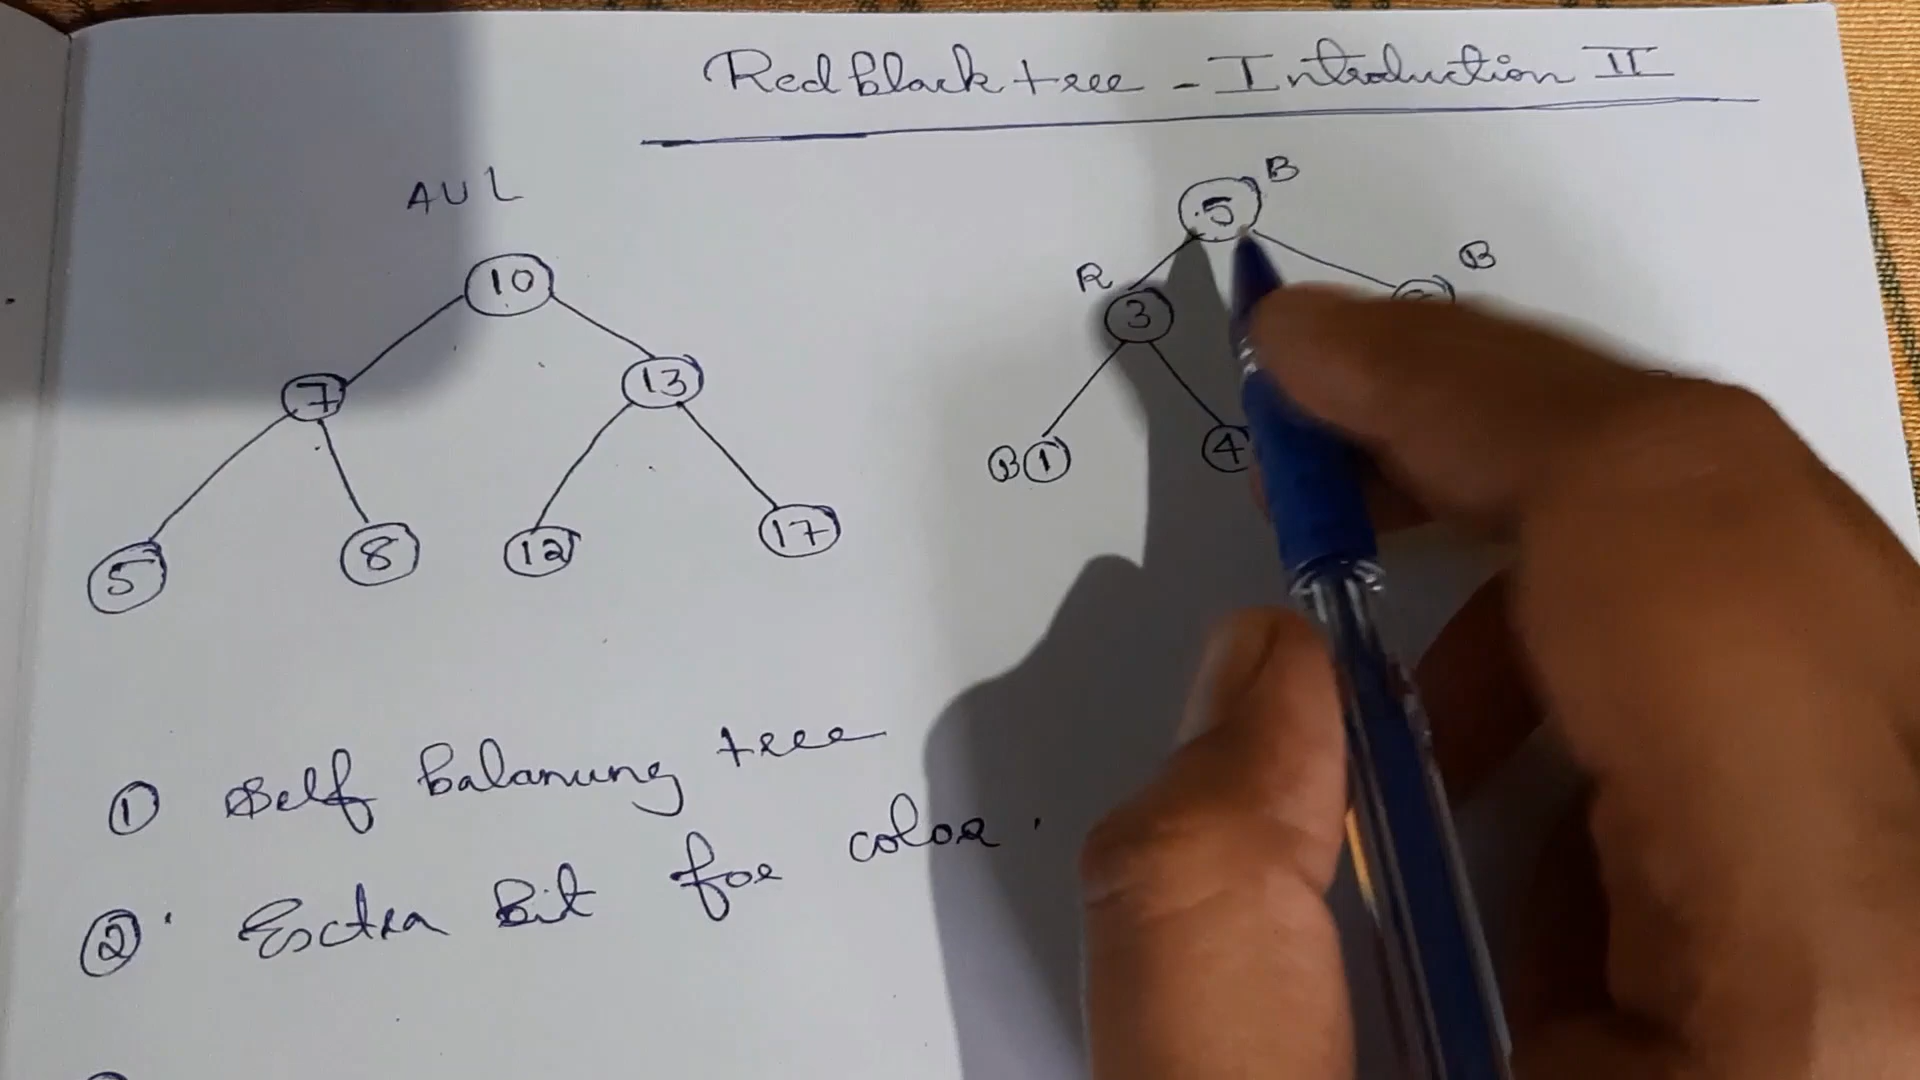 Red Black tree - Introduction II
AVL
10
7 13
5 8 12 17
5 B
R 3 B
B 1 4
① Self Balancing tree
② Extra Bit for color.